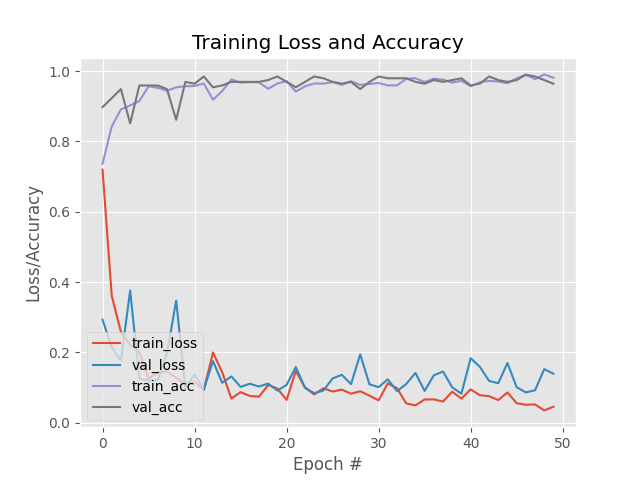 Training Loss and Accuracy
Loss/Accuracy
1.0
0.8
0.6
0.4
0.2
0.0
train_loss
val_loss
train_acc
val_acc
0 10 20 30 40 50
Epoch #